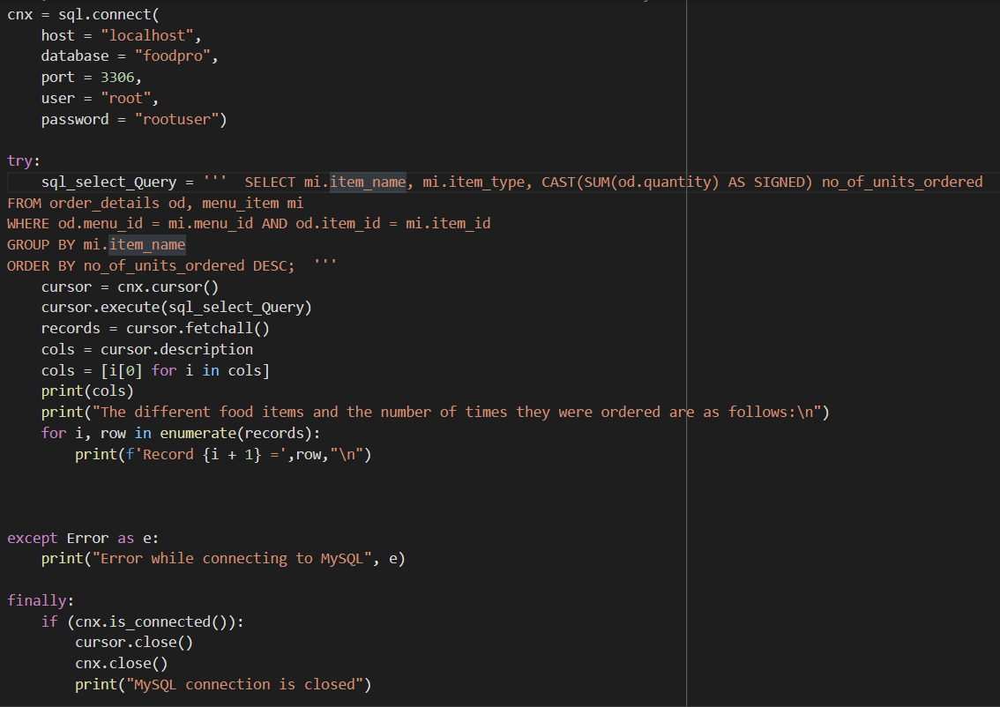 cnx = sql.connect(
    host = "localhost",
    database = "foodpro",
    port = 3306,
    user = "root",
    password = "rootuser")
try:
    sql_select_Query = '''  SELECT mi.item_name, mi.item_type, CAST(SUM(od.quantity) AS SIGNED) no_of_units_ordered
FROM order_details od, menu_item mi
WHERE od.menu_id = mi.menu_id AND od.item_id = mi.item_id
GROUP BY mi.item_name
ORDER BY no_of_units_ordered DESC;  '''
    cursor = cnx.cursor()
    cursor.execute(sql_select_Query)
    records = cursor.fetchall()
    cols = cursor.description
    cols = [i[0] for i in cols]
    print(cols)
    print("The different food items and the number of times they were ordered are as follows:\n")
    for i, row in enumerate(records):
        print(f'Record {i + 1} =',row,"\n")
except Error as e:
    print("Error while connecting to MySQL", e)
finally:
    if (cnx.is_connected()):
        cursor.close()
        cnx.close()
        print("MySQL connection is closed")